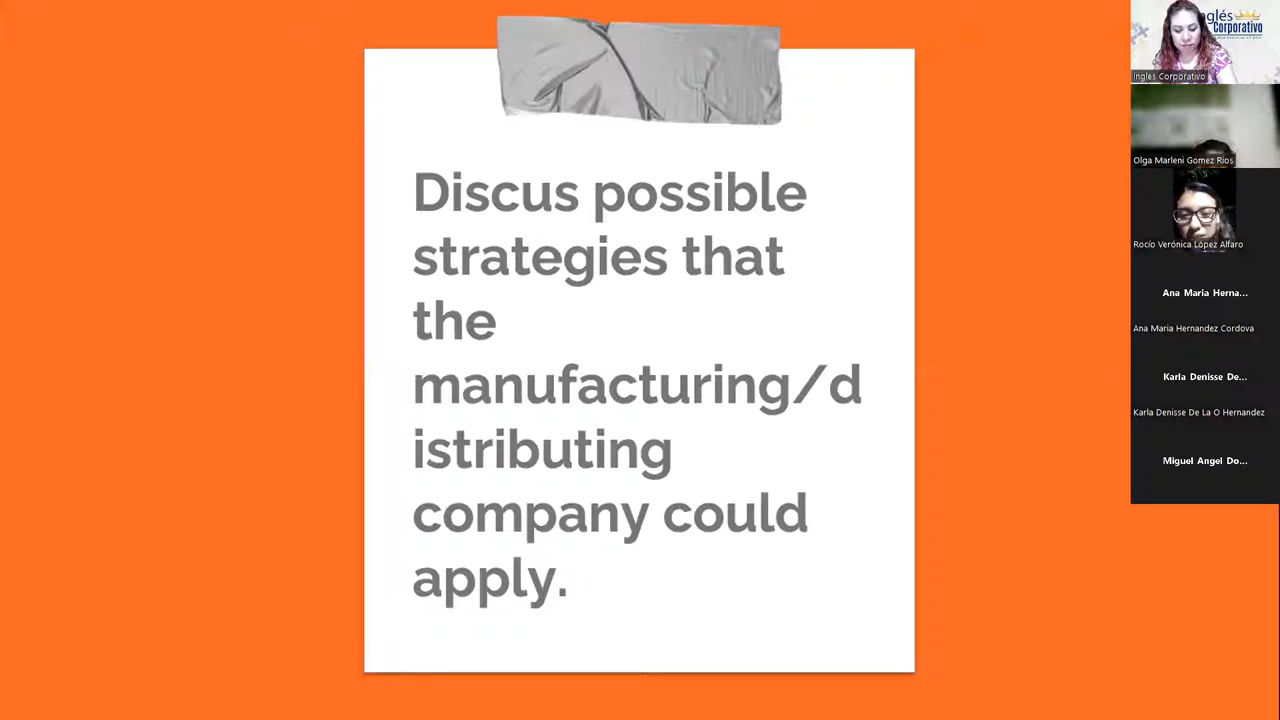 Discus possible
strategies that
the
manufacturing/d
istributing
company could
apply.
Corporativo
Ingles Corporativo
Olga Marleni Gomez Rios
Rocío Verónica López Alfaro
Ana Maria Herna...
Ana Maria Hernandez Cordova
Karla Denisse De...
Karla Denisse De La O Hernandez
Miguel Angel Do...